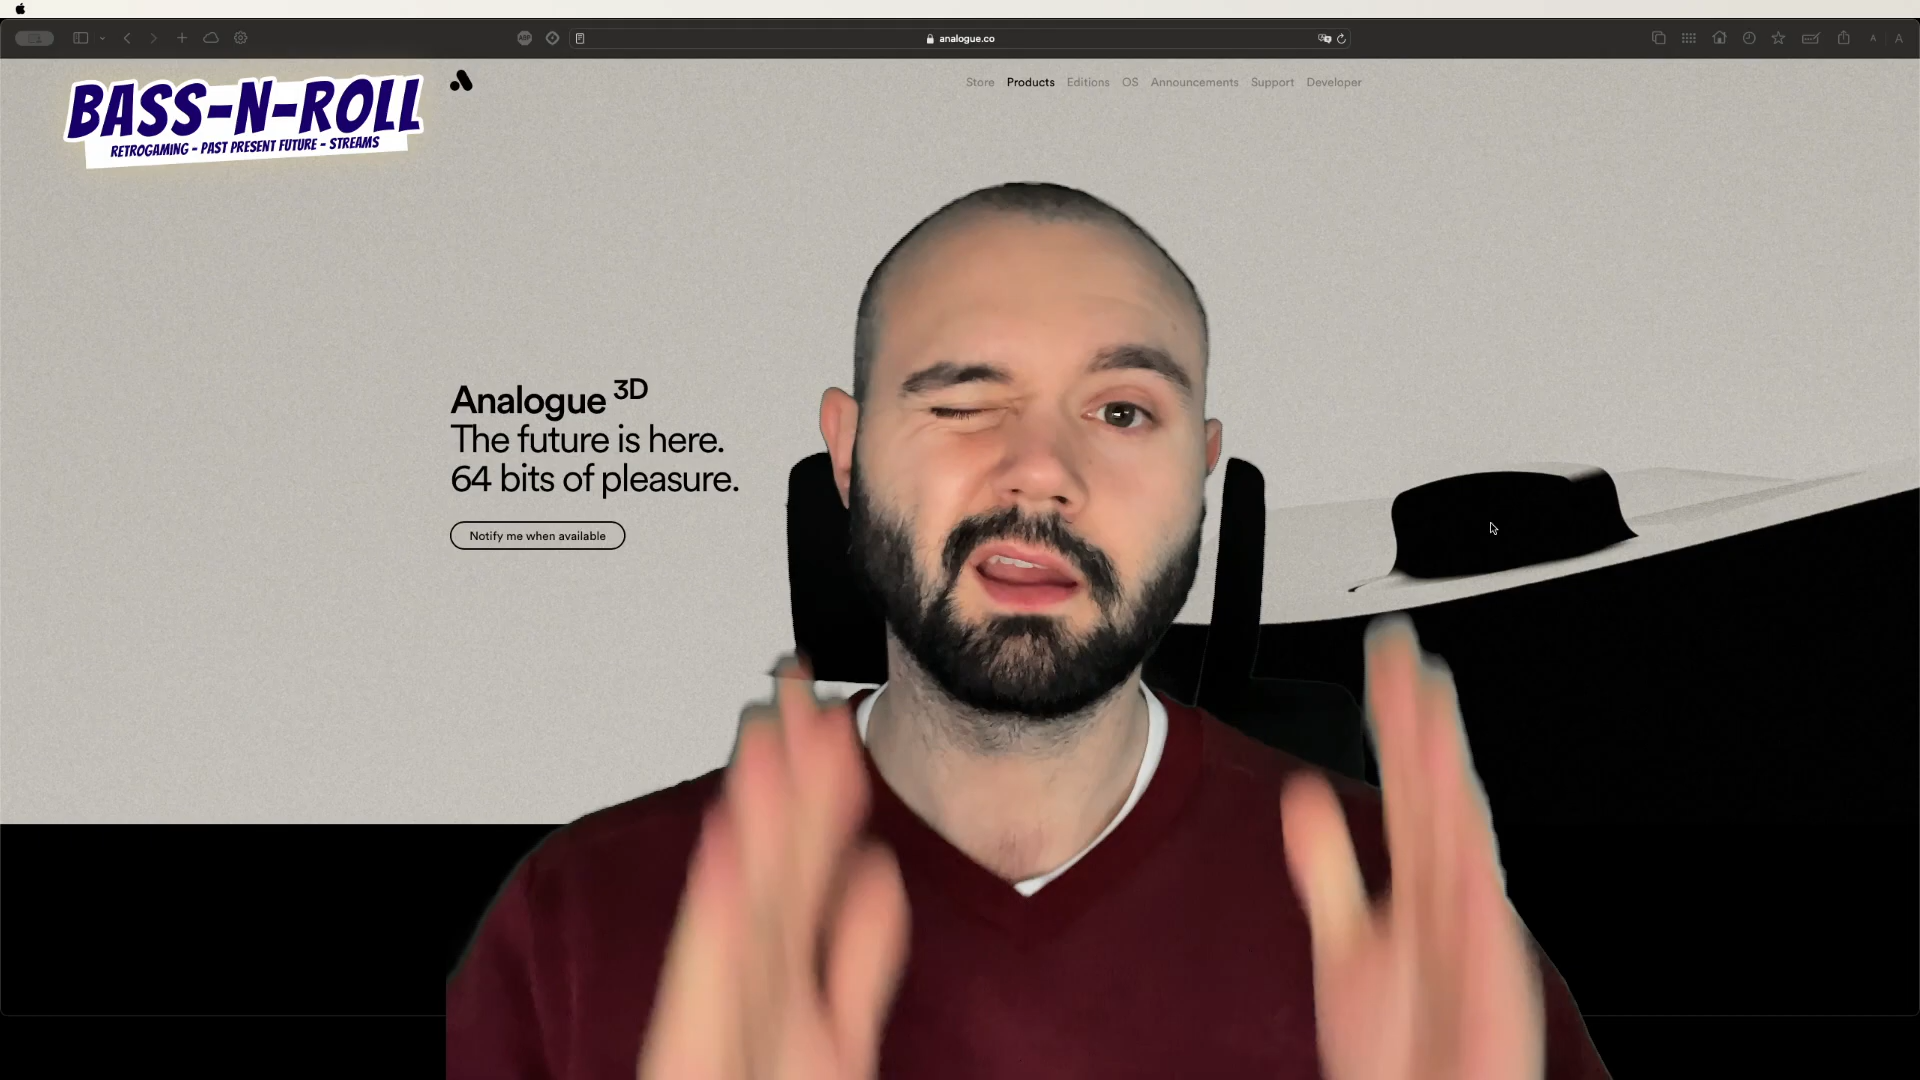 analogue.co
BASS-N-ROLL
RETROGAMING - PAST PRESENT FUTURE - STREAMS
Store Products Editions OS Announcements Support Developer
Analogue 3D
The future is here.
64 bits of pleasure.
Notify me when available